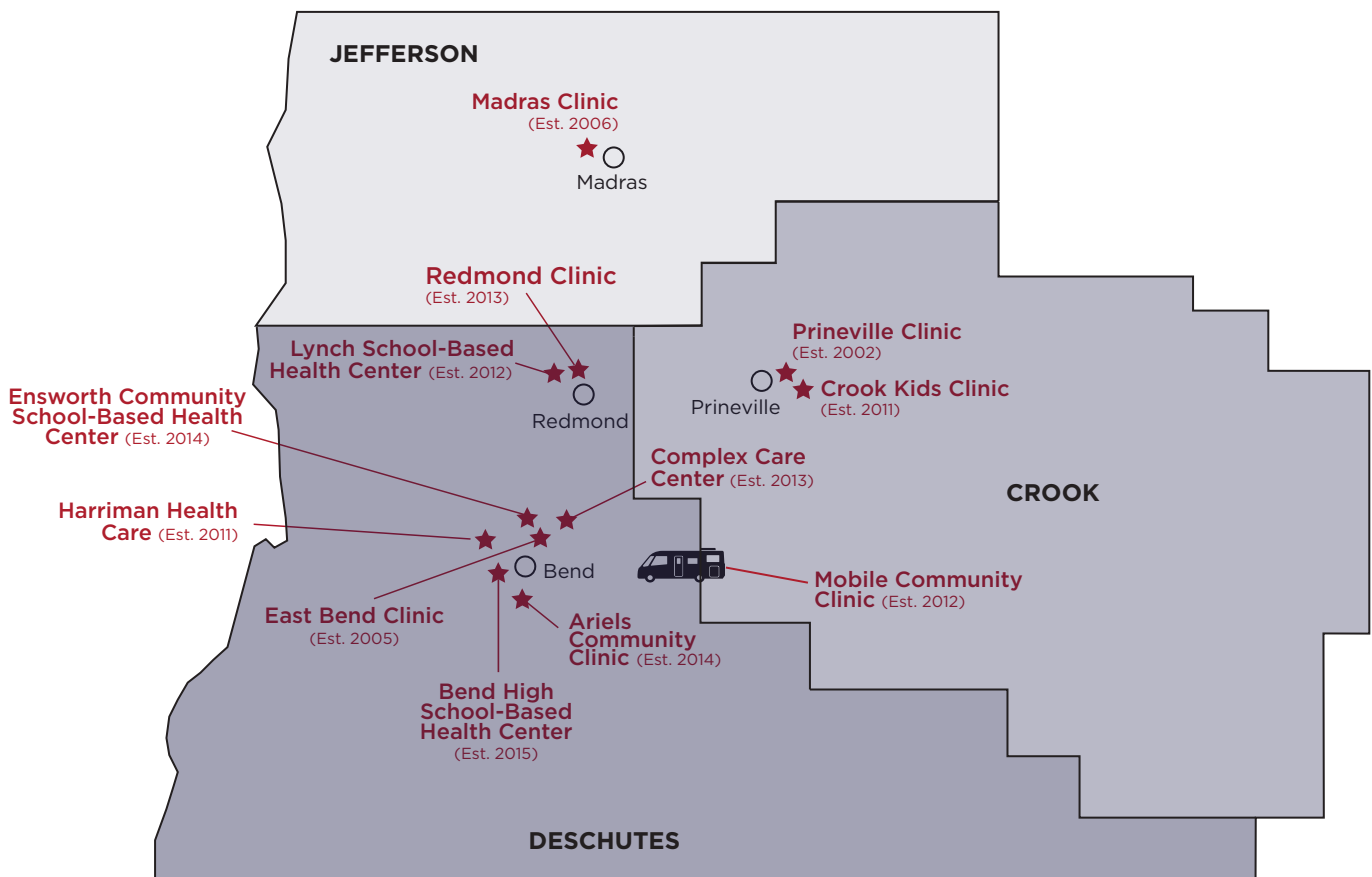 JEFFERSON
Madras Clinic
(Est. 2006)
Madras
Redmond Clinic
(Est. 2013)
Lynch School-Based
Health Center (Est. 2012)
Redmond
Prineville Clinic
(Est. 2002)
Crook Kids Clinic
(Est. 2011)
Prineville
Ensworth Community
School-Based Health
Center (Est. 2014)
Complex Care
Center (Est. 2013)
CROOK
Harriman Health
Care (Est. 2011)
Bend
Mobile Community
Clinic (Est. 2012)
East Bend Clinic
(Est. 2005)
Ariels
Community
Clinic (Est. 2014)
Bend High
School-Based
Health Center
(Est. 2015)
DESCHUTES